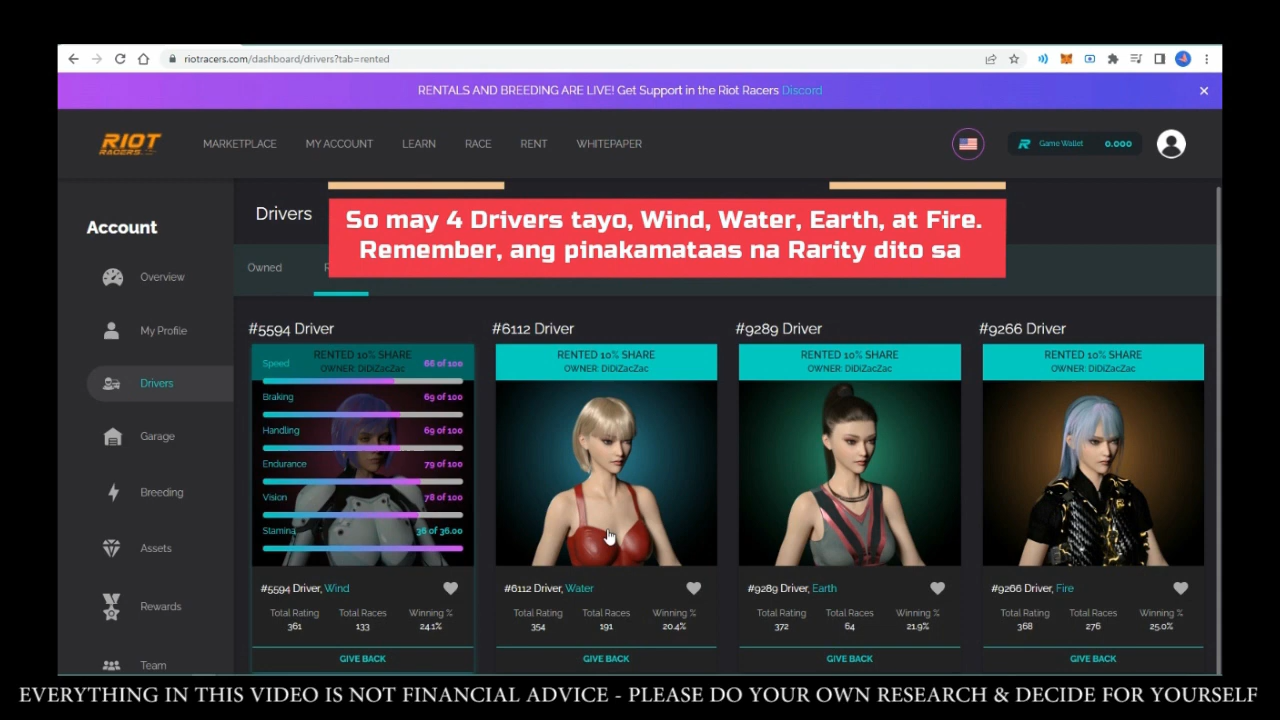 riotracers.com/dashboard/drivers?tab=rented
RENTALS AND BREEDING ARE LIVE! Get Support in the Riot Racers Discord
RIOT RACERS
MARKETPLACE MY ACCOUNT LEARN RACE RENT WHITEPAPER
Game Wallet 0.000
Account
Overview
My Profile
Drivers
Garage
Breeding
Assets
Rewards
Team
Drivers
So may 4 Drivers tayo, Wind, Water, Earth, at Fire.
Remember, ang pinakamataas na Rarity dito sa
Owned
#5594 Driver
RENTED 10% SHARE
OWNER: DiDiZacZac
Speed 66 of 100
Braking 69 of 100
Handling 69 of 100
Endurance 79 of 100
Vision 78 of 100
Stamina 36 of 36.00
#5594 Driver, Wind
Total Rating Total Races Winning %
361 133 24.1%
GIVE BACK
#6112 Driver
RENTED 10% SHARE
OWNER: DiDiZacZac
#6112 Driver, Water
Total Rating Total Races Winning %
354 191 20.4%
GIVE BACK
#9289 Driver
RENTED 10% SHARE
OWNER: DiDiZacZac
#9289 Driver, Earth
Total Rating Total Races Winning %
372 64 21.9%
GIVE BACK
#9266 Driver
RENTED 10% SHARE
OWNER: DiDiZacZac
#9266 Driver, Fire
Total Rating Total Races Winning %
368 276 25.0%
GIVE BACK
EVERYTHING IN THIS VIDEO IS NOT FINANCIAL ADVICE - PLEASE DO YOUR OWN RESEARCH & DECIDE FOR YOURSELF